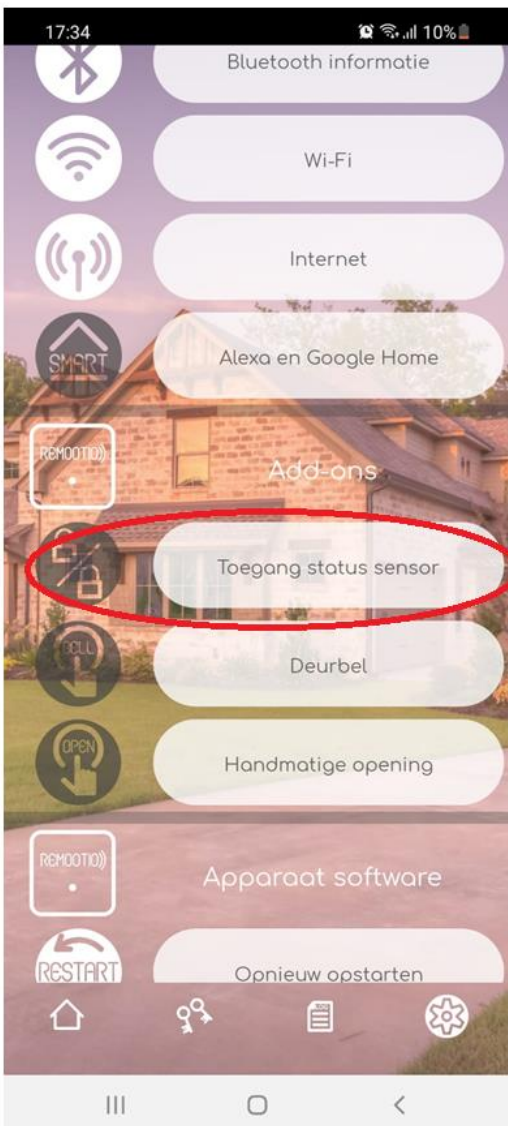 17:34 10%
Bluetooth informatie
Wi-Fi
Internet
SMART
Alexa en Google Home
REMOOTIO
Add-ons
Toegang status sensor
BELL
Deurbel
OPEN
Handmatige opening
REMOOTIO
Apparaat software
RESTART
Opnieuw opstarten